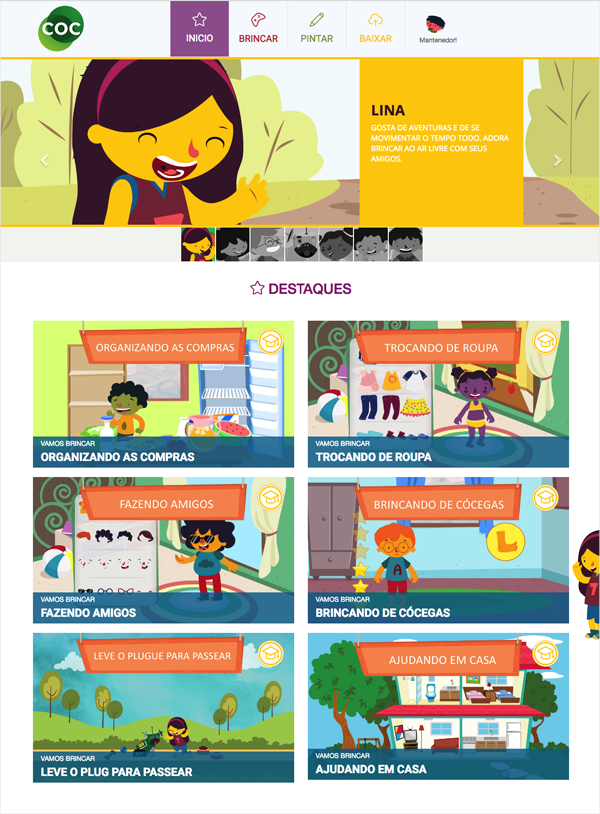 COC
INICIO
BRINCAR
PINTAR
BAIXAR
Mantenedor!
LINA
GOSTA DE AVENTURAS E DE SE
MOVIMENTAR O TEMPO TODO. ADORA
BRINCAR AO AR LIVRE COM SEUS
AMIGOS.
DESTAQUES
ORGANIZANDO AS COMPRAS
VAMOS BRINCAR
ORGANIZANDO AS COMPRAS
TROCANDO DE ROUPA
VAMOS BRINCAR
TROCANDO DE ROUPA
FAZENDO AMIGOS
VAMOS BRINCAR
FAZENDO AMIGOS
BRINCANDO DE CÓCEGAS
L
A
VAMOS BRINCAR
BRINCANDO DE CÓCEGAS
7
LEVE O PLUGUE PARA PASSEAR
VAMOS BRINCAR
LEVE O PLUG PARA PASSEAR
AJUDANDO EM CASA
VAMOS BRINCAR
AJUDANDO EM CASA